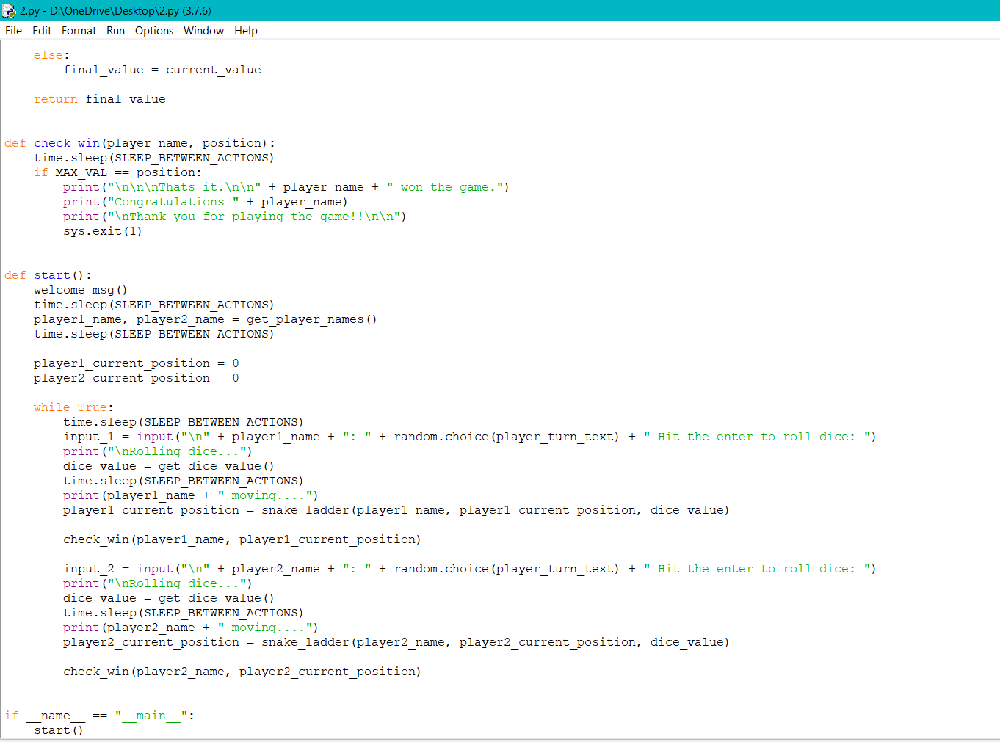 2.py - D:\OneDrive\Desktop\2.py (3.7.6)
File Edit Format Run Options Window Help
    else:
        final_value = current_value

    return final_value


def check_win(player_name, position):
    time.sleep(SLEEP_BETWEEN_ACTIONS)
    if MAX_VAL == position:
        print("\n\n\nThats it.\n\n" + player_name + " won the game.")
        print("Congratulations " + player_name)
        print("\nThank you for playing the game!!\n\n")
        sys.exit(1)


def start():
    welcome_msg()
    time.sleep(SLEEP_BETWEEN_ACTIONS)
    player1_name, player2_name = get_player_names()
    time.sleep(SLEEP_BETWEEN_ACTIONS)

    player1_current_position = 0
    player2_current_position = 0

    while True:
        time.sleep(SLEEP_BETWEEN_ACTIONS)
        input_1 = input("\n" + player1_name + ": " + random.choice(player_turn_text) + " Hit the enter to roll dice: ")
        print("\nRolling dice...")
        dice_value = get_dice_value()
        time.sleep(SLEEP_BETWEEN_ACTIONS)
        print(player1_name + " moving....")
        player1_current_position = snake_ladder(player1_name, player1_current_position, dice_value)

        check_win(player1_name, player1_current_position)

        input_2 = input("\n" + player2_name + ": " + random.choice(player_turn_text) + " Hit the enter to roll dice: ")
        print("\nRolling dice...")
        dice_value = get_dice_value()
        time.sleep(SLEEP_BETWEEN_ACTIONS)
        print(player2_name + " moving....")
        player2_current_position = snake_ladder(player2_name, player2_current_position, dice_value)

        check_win(player2_name, player2_current_position)


if __name__ == "__main__":
    start()